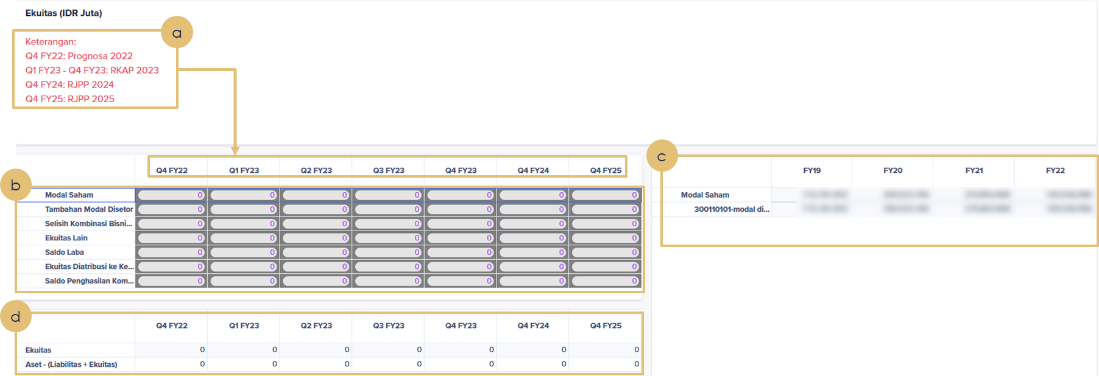 Ekuitas (IDR Juta)
a
Keterangan:
Q4 FY22: Prognosa 2022
Q1 FY23 - Q4 FY23: RKAP 2023
Q4 FY24: RJPP 2024
Q4 FY25: RJPP 2025
Q4 FY22 Q1 FY23 Q2 FY23 Q3 FY23 Q4 FY23 Q4 FY24 Q4 FY25
b
Modal Saham 0 0 0 0 0 0 0
Tambahan Modal Disetor 0 0 0 0 0 0 0
Selisih Kombinasi Bisni... 0 0 0 0 0 0 0
Ekuitas Lain 0 0 0 0 0 0 0
Saldo Laba 0 0 0 0 0 0 0
Ekuitas Diatribusi ke Ke... 0 0 0 0 0 0 0
Saldo Penghasilan Kom... 0 0 0 0 0 0 0
c
FY19 FY20 FY21 FY22
Modal Saham
300110101-modal di...
d
Q4 FY22 Q1 FY23 Q2 FY23 Q3 FY23 Q4 FY23 Q4 FY24 Q4 FY25
Ekuitas 0 0 0 0 0 0 0
Aset - (Liabilitas + Ekuitas) 0 0 0 0 0 0 0